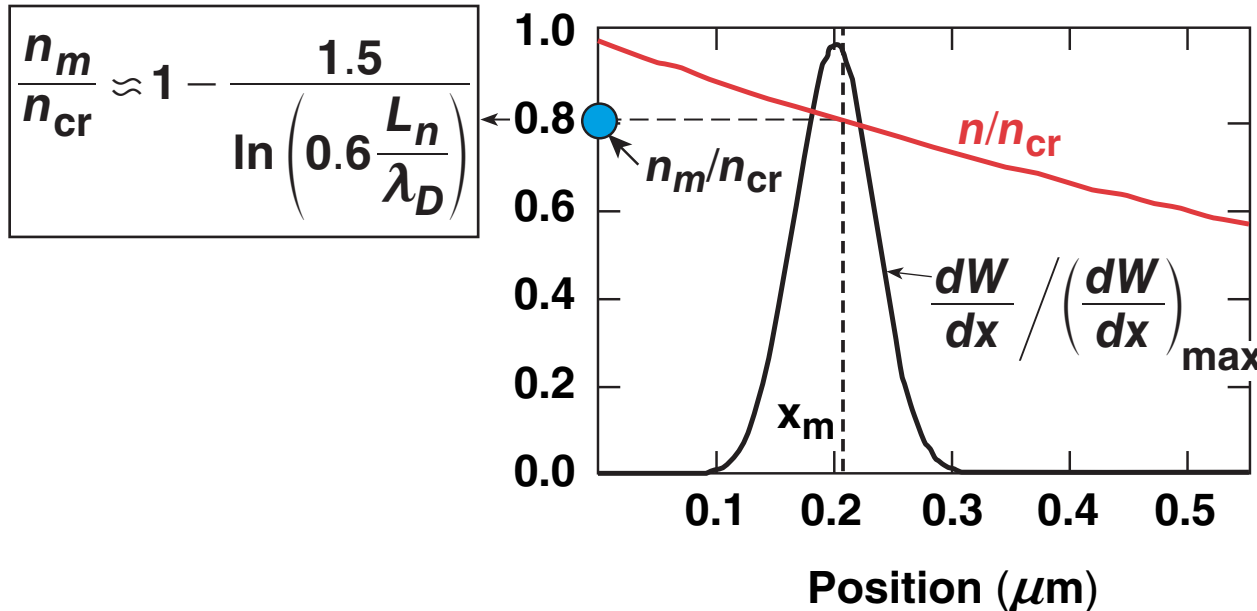 n_m/n_cr ≈ 1 − 1.5/ln(0.6 L_n/λ_D)
1.0
0.8
0.6
0.4
0.2
0.0
n_m/n_cr
n/n_cr
dW/dx / (dW/dx)_max
x_m
0.1 0.2 0.3 0.4 0.5
Position (μm)